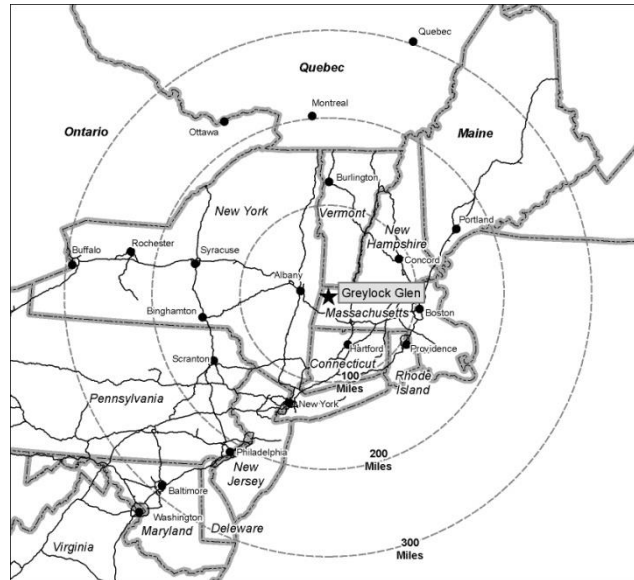 Quebec
Quebec
Montreal
Ontario
Ottawa
Maine
Burlington
New York
Vermont
Portland
New
Hampshire
Buffalo
Rochester
Syracuse
Concord
Albany
Greylock Glen
Massachusetts
Boston
Binghamton
Hartford
Providence
Scranton
Connecticut
Rhode
Island
100
Miles
Pennsylvania
New York
200
Miles
Philadelphia
New
Jersey
Baltimore
Washington
Maryland
Deleware
Virginia
300
Miles